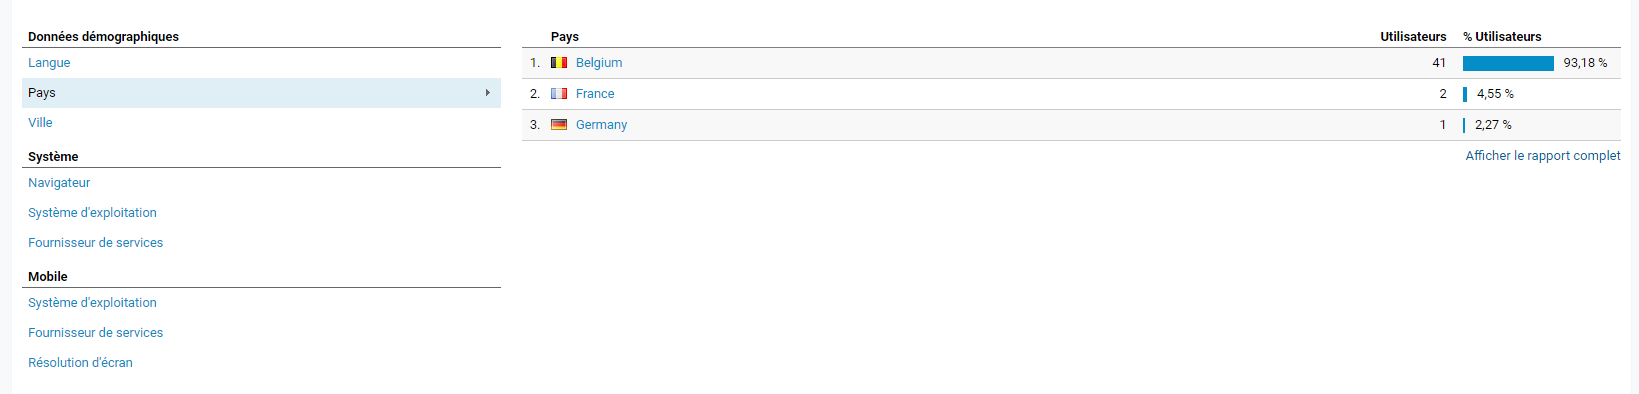 Données démographiques
Langue
Pays
Ville
Système
Navigateur
Système d'exploitation
Fournisseur de services
Mobile
Système d'exploitation
Fournisseur de services
Résolution d'écran
Pays Utilisateurs % Utilisateurs
1. Belgium 41 93,18 %
2. France 2 4,55 %
3. Germany 1 2,27 %
Afficher le rapport complet